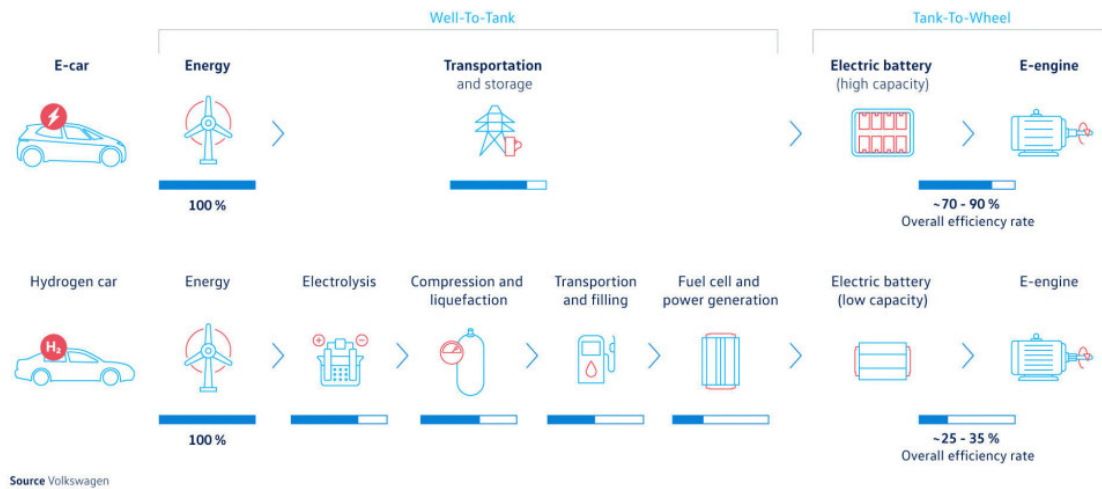 Well-To-Tank
Tank-To-Wheel
E-car
Energy
Transportation
and storage
Electric battery
(high capacity)
E-engine
100 %
~70 - 90 %
Overall efficiency rate
Hydrogen car
Energy
Electrolysis
Compression and
liquefaction
Transportion
and filling
Fuel cell and
power generation
Electric battery
(low capacity)
E-engine
H₂
100 %
~25 - 35 %
Overall efficiency rate
Source Volkswagen